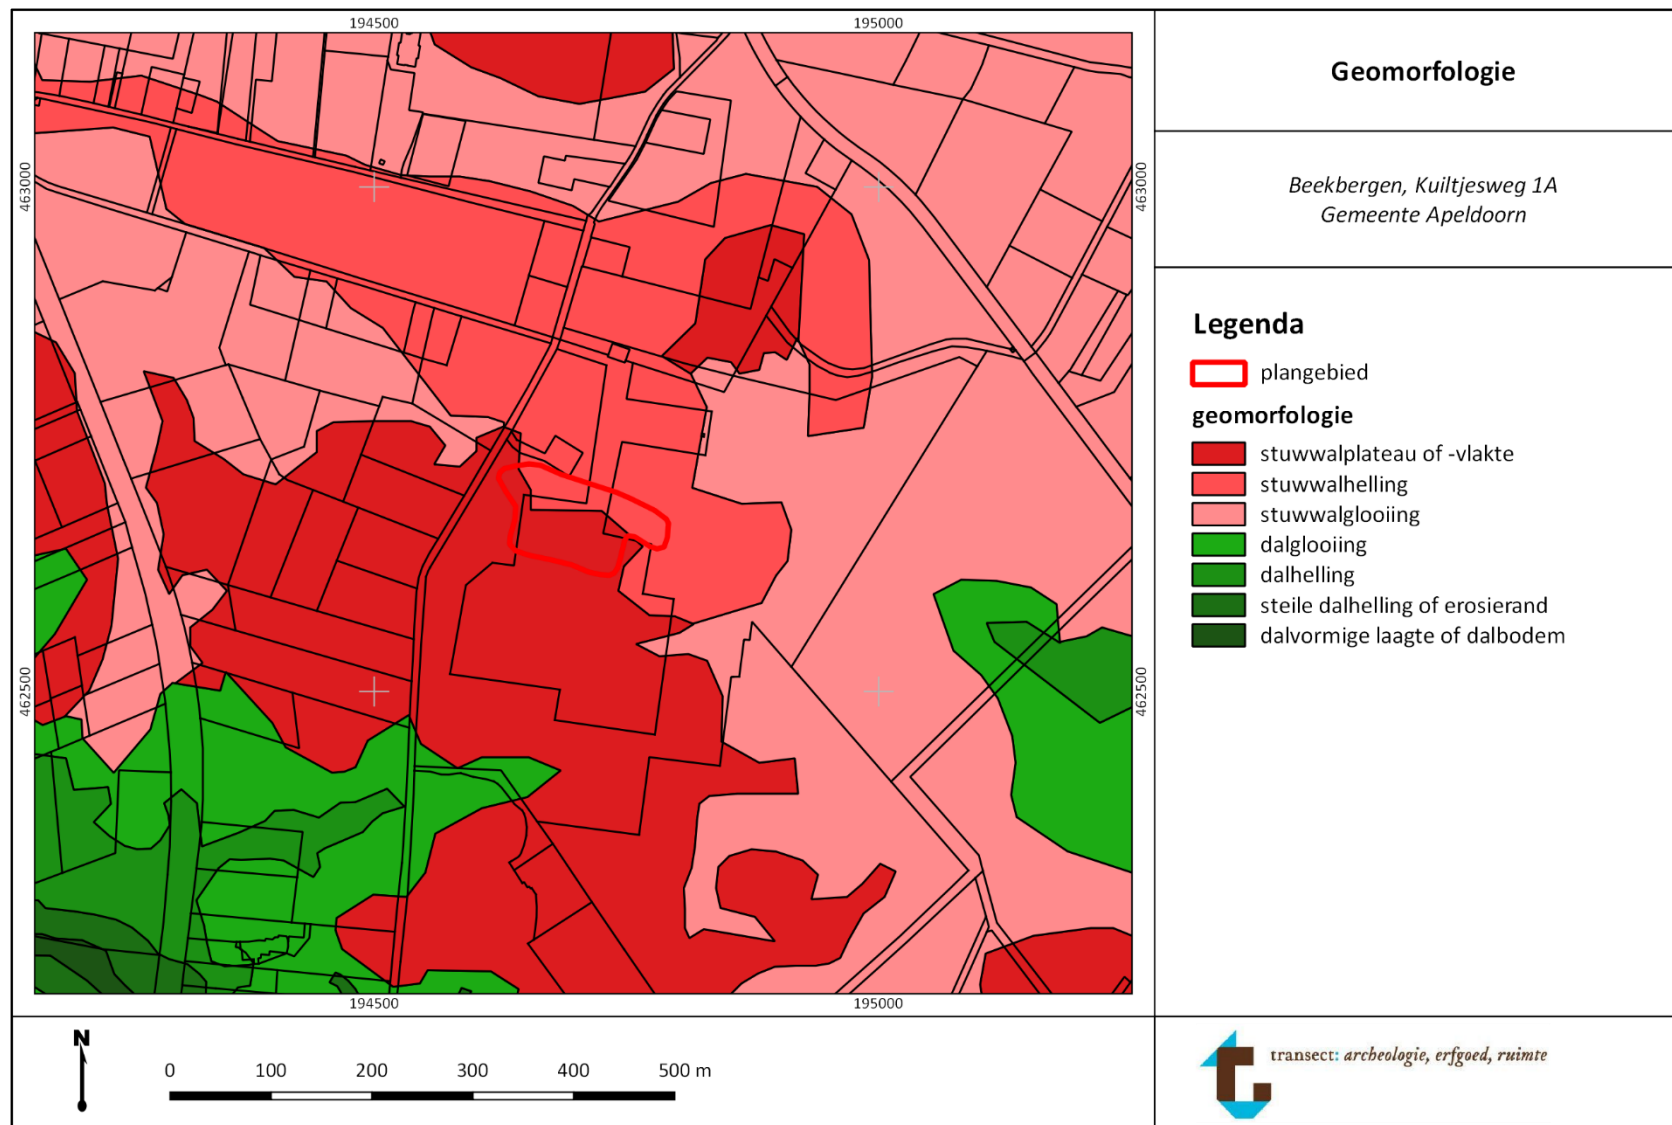 194500
195000
463000
463000
462500
462500
194500
195000
Geomorfologie
Beekbergen, Kuiltjesweg 1A
Gemeente Apeldoorn
Legenda
plangebied
geomorfologie
stuwwalplateau of -vlakte
stuwwalhelling
stuwwalglooiing
dalglooiing
dalhelling
steile dalhelling of erosierand
dalvormige laagte of dalbodem
N
0 100 200 300 400 500 m
transect: archeologie, erfgoed, ruimte